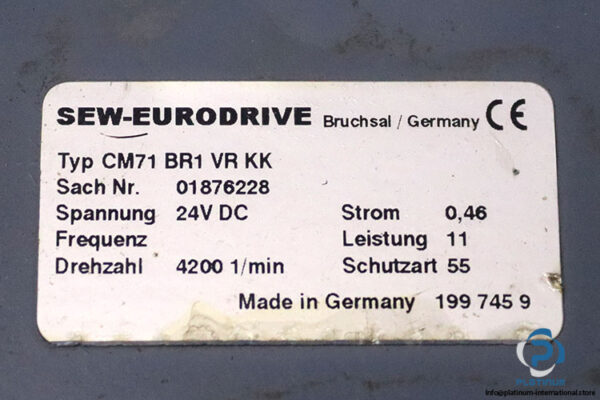 SEW-EURODRIVE Bruchsal / Germany CE
Typ CM71 BR1 VR KK
Sach Nr. 01876228
Spannung 24V DC Strom 0,46
Frequenz Leistung 11
Drehzahl 4200 1/min Schutzart 55
Made in Germany 199 745 9
PLATINUM
info@platinum-international.store